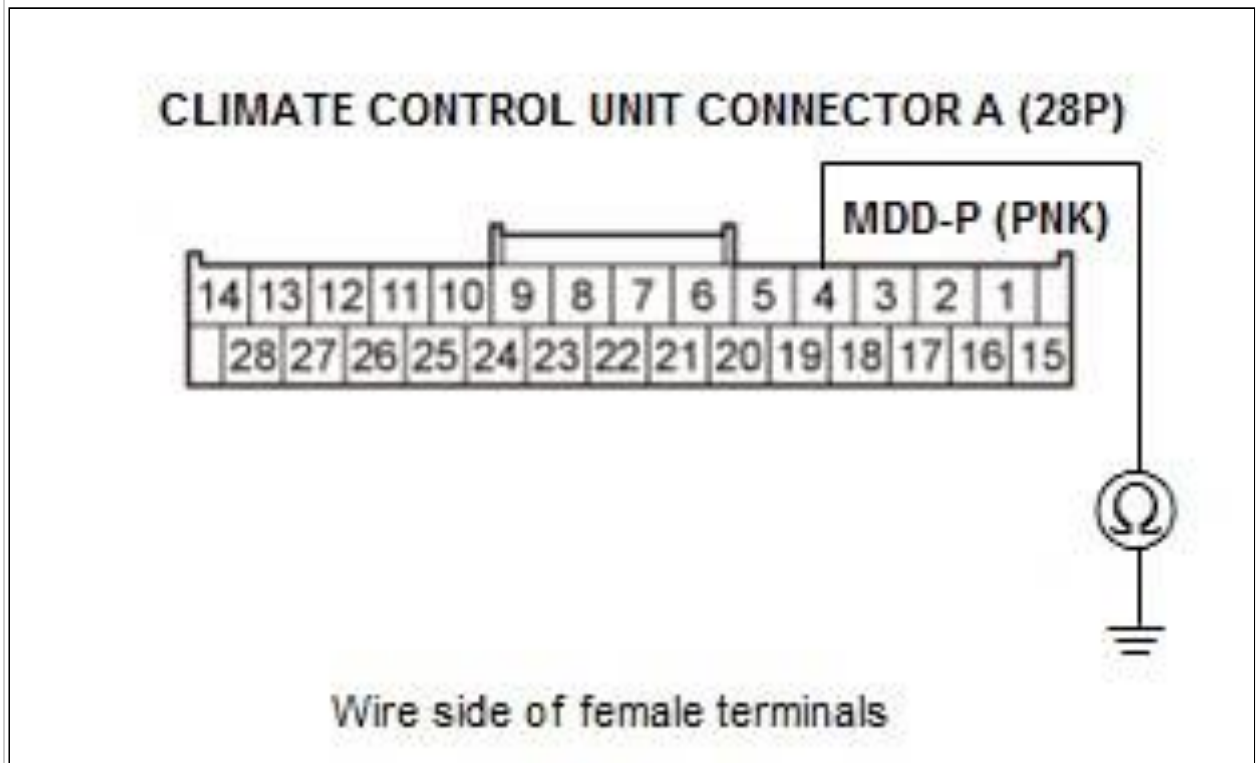 CLIMATE CONTROL UNIT CONNECTOR A (28P)
MDD-P (PNK)
14 13 12 11 10 9 8 7 6 5 4 3 2 1
28 27 26 25 24 23 22 21 20 19 18 17 16 15
Ω
Wire side of female terminals